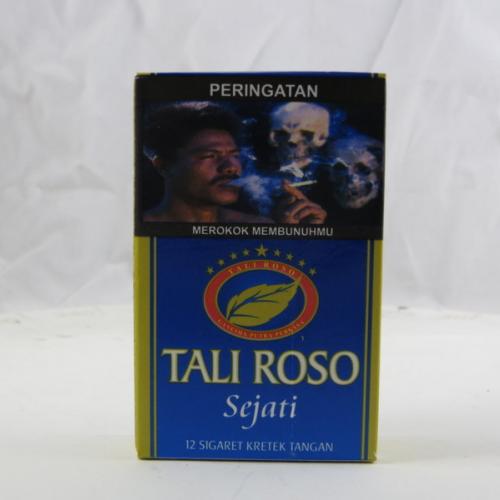 PERINGATAN
MEROKOK MEMBUNUHMU
TALI ROSO
TALI ROSO
Sejati
12 SIGARET KRETEK TANGAN